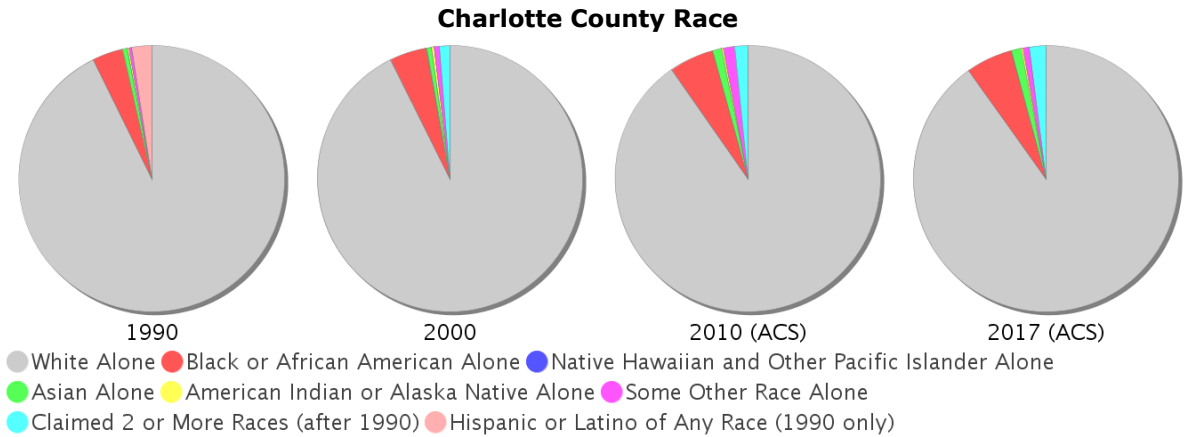 Charlotte County Race
1990 2000 2010 (ACS) 2017 (ACS)
White Alone Black or African American Alone Native Hawaiian and Other Pacific Islander Alone
Asian Alone American Indian or Alaska Native Alone Some Other Race Alone
Claimed 2 or More Races (after 1990) Hispanic or Latino of Any Race (1990 only)